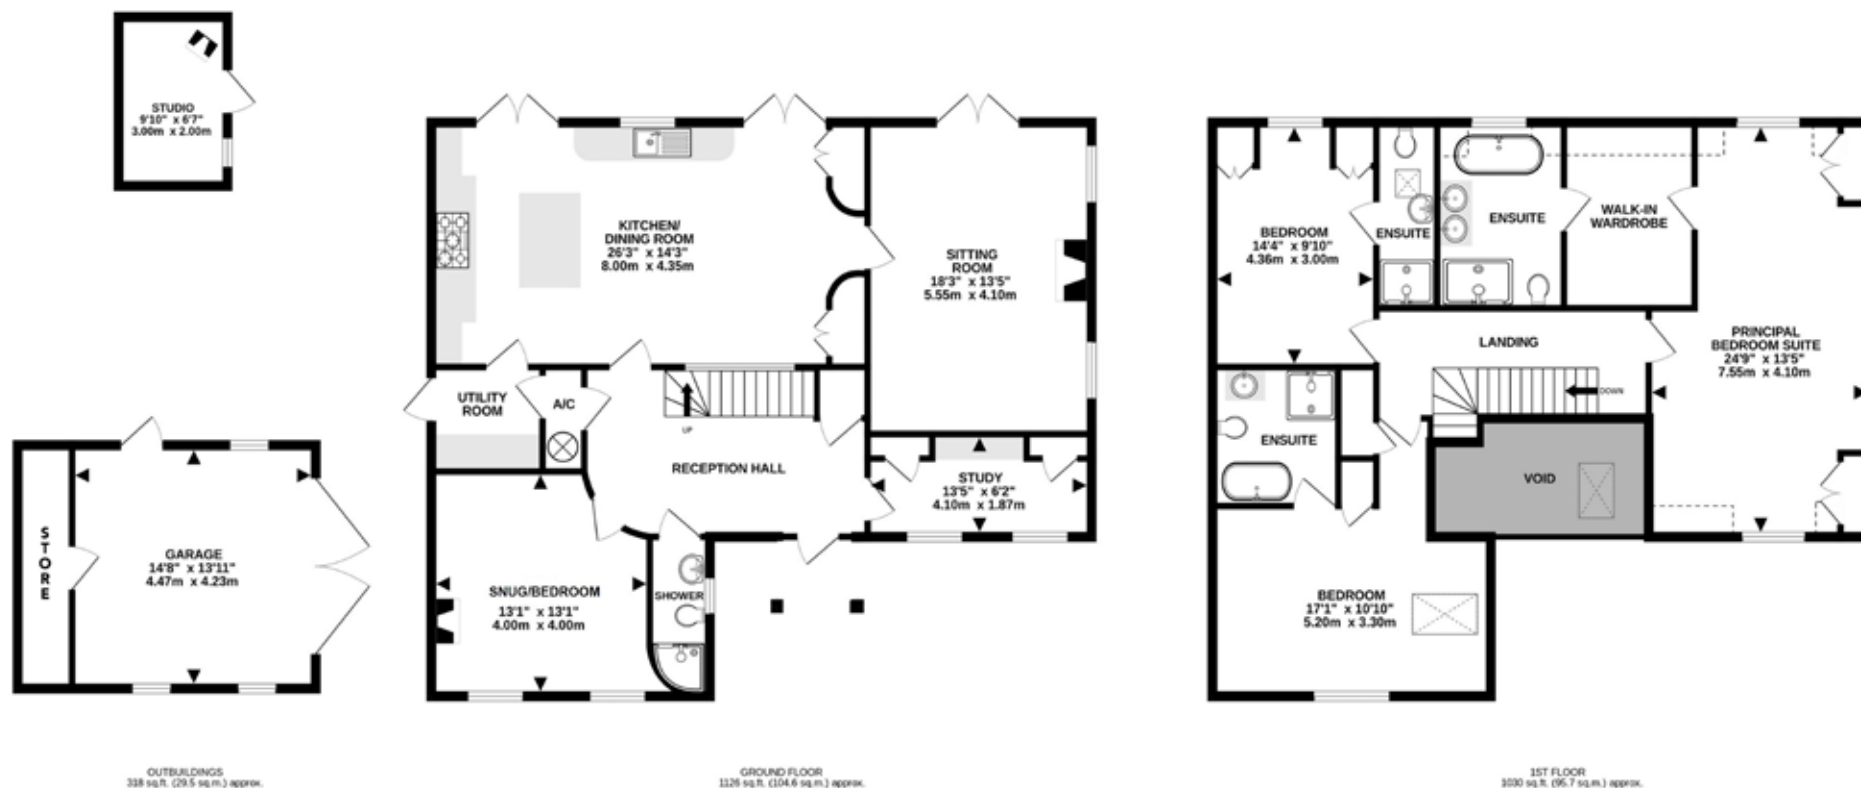 STUDIO
9'10" x 6'7"
3.00m x 2.00m
STORE
GARAGE
14'8" x 13'11"
4.47m x 4.23m
OUTBUILDINGS
318 sq.ft. (29.5 sq.m.) approx.
KITCHEN/
DINING ROOM
26'3" x 14'3"
8.00m x 4.35m
SITTING
ROOM
18'3" x 13'5"
5.55m x 4.10m
UTILITY
ROOM
A/C
UP
RECEPTION HALL
STUDY
13'5" x 6'2"
4.10m x 1.87m
SNUG/BEDROOM
13'1" x 13'1"
4.00m x 4.00m
SHOWER
GROUND FLOOR
1126 sq.ft. (104.6 sq.m.) approx.
BEDROOM
14'4" x 9'10"
4.36m x 3.00m
ENSUITE
ENSUITE
WALK-IN
WARDROBE
LANDING
PRINCIPAL
BEDROOM SUITE
24'9" x 13'5"
7.55m x 4.10m
DOWN
ENSUITE
VOID
BEDROOM
17'1" x 10'10"
5.20m x 3.30m
1ST FLOOR
1030 sq.ft. (95.7 sq.m.) approx.